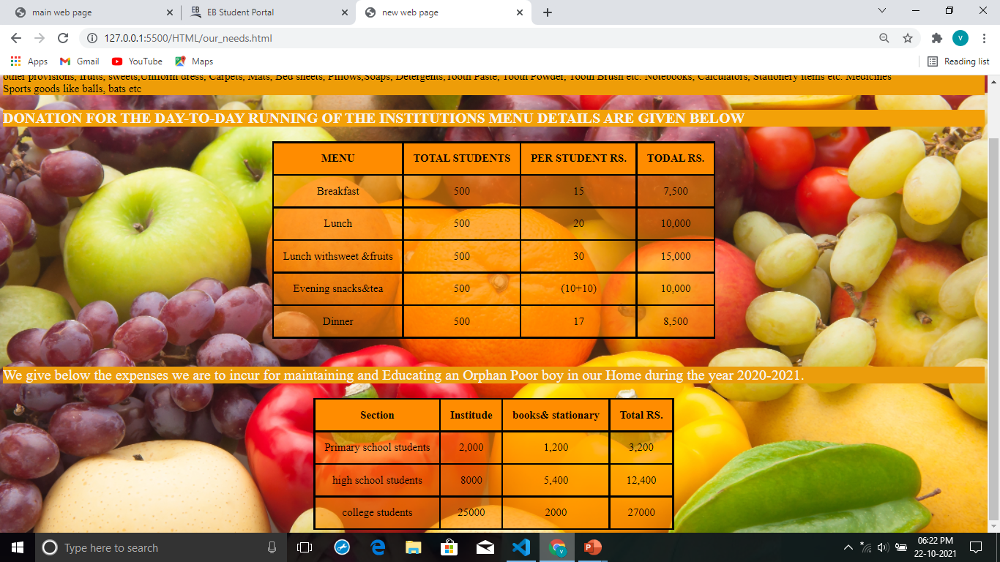 main web page
EB Student Portal
new web page
127.0.0.1:5500/HTML/our_needs.html
V
Apps Gmail YouTube Maps Reading list
other provisions, fruits, sweets,Uniform dress, Carpets, Mats, Bed sheets, Pillows,Soaps, Detergents,Tooth Paste, Tooth Powder, Tooth Brush etc. Notebooks, Calculators, Stationery items etc. Medicines
Sports goods like balls, bats etc
DONATION FOR THE DAY-TO-DAY RUNNING OF THE INSTITUTIONS MENU DETAILS ARE GIVEN BELOW
MENU TOTAL STUDENTS PER STUDENT RS. TODAL RS.
Breakfast 500 15 7,500
Lunch 500 20 10,000
Lunch withsweet &fruits 500 30 15,000
Evening snacks&tea 500 (10+10) 10,000
Dinner 500 17 8,500
We give below the expenses we are to incur for maintaining and Educating an Orphan Poor boy in our Home during the year 2020-2021.
Section Institude books& stationary Total RS.
Primary school students 2,000 1,200 3,200
high school students 8000 5,400 12,400
college students 25000 2000 27000
Type here to search
06:22 PM
22-10-2021